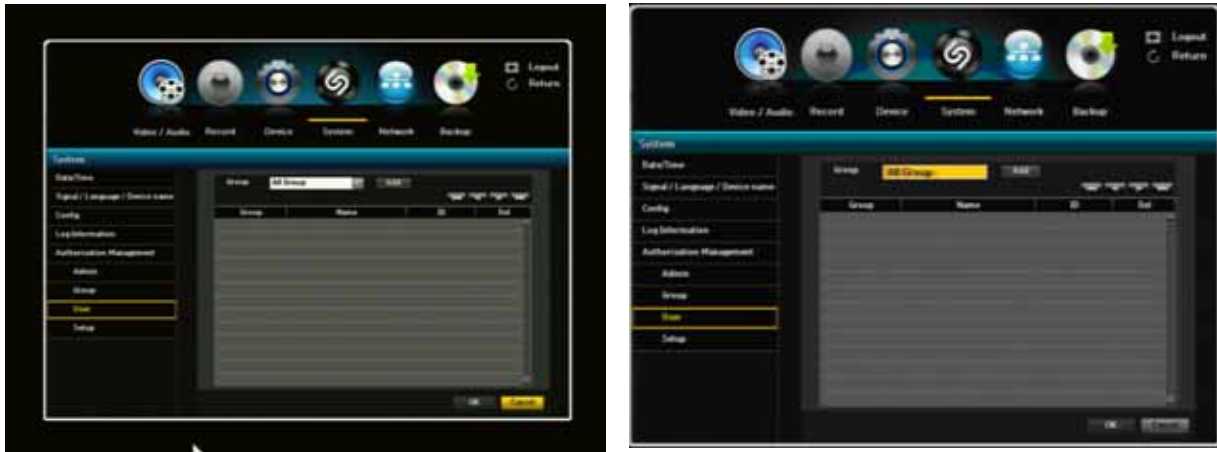 Logout
Return
Video / Audio Record Device System Network Backup
System
Date/Time
Signal / Language / Device name
Config
Log Information
Authorization Management
Admin
Group
User
Setup
Group All Group Add
Group Name ID Del
OK Cancel
Logout
Return
Video / Audio Record Device System Network Backup
System
Date/Time
Signal / Language / Device name
Config
Log Information
Authorization Management
Admin
Group
User
Setup
Group All Group Add
Group Name ID Del
OK Cancel